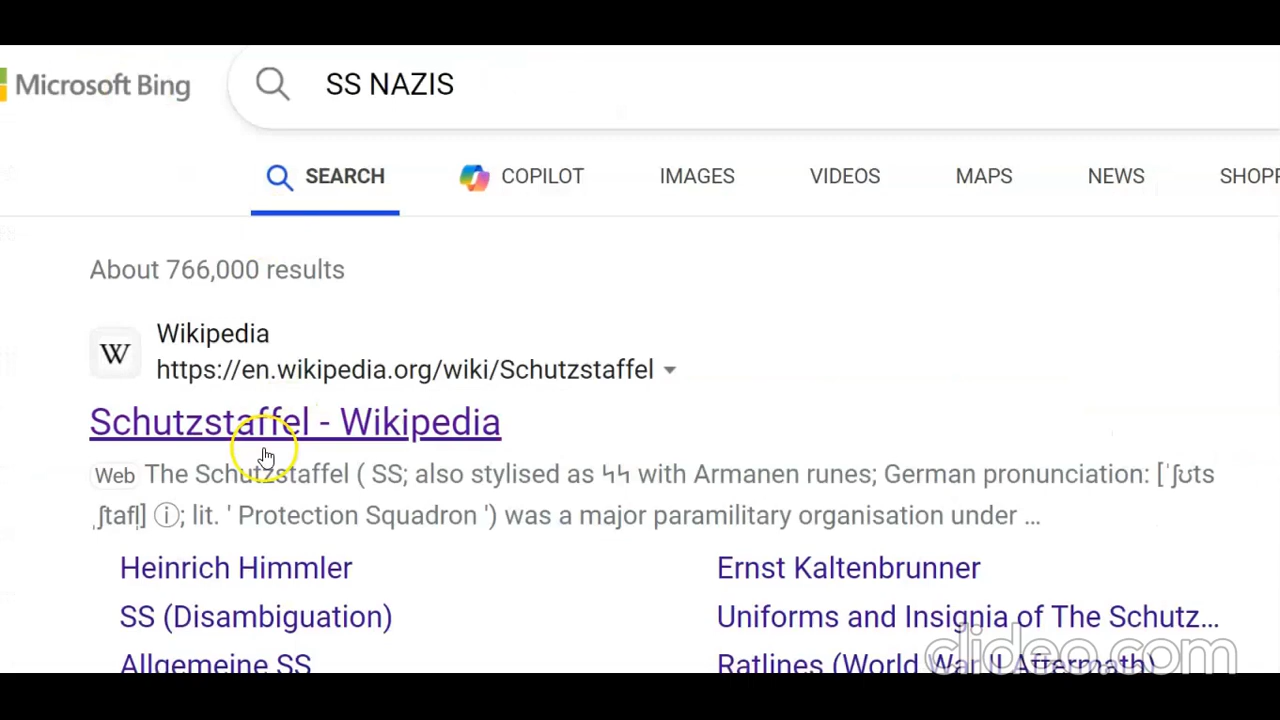 Microsoft Bing
SS NAZIS
SEARCH
COPILOT
IMAGES
VIDEOS
MAPS
NEWS
SHOPP
About 766,000 results
W
Wikipedia
https://en.wikipedia.org/wiki/Schutzstaffel
Schutzstaffel - Wikipedia
Web The Schutzstaffel ( SS; also stylised as ᛋᛋ with Armanen runes; German pronunciation: [ˈʃʊts
ˌʃtafl̩] ⓘ; lit. ' Protection Squadron ') was a major paramilitary organisation under ...
Heinrich Himmler
Ernst Kaltenbrunner
SS (Disambiguation)
Uniforms and Insignia of The Schutz...
Allgemeine SS
Ratlines (World War II Aftermath)
clideo.com